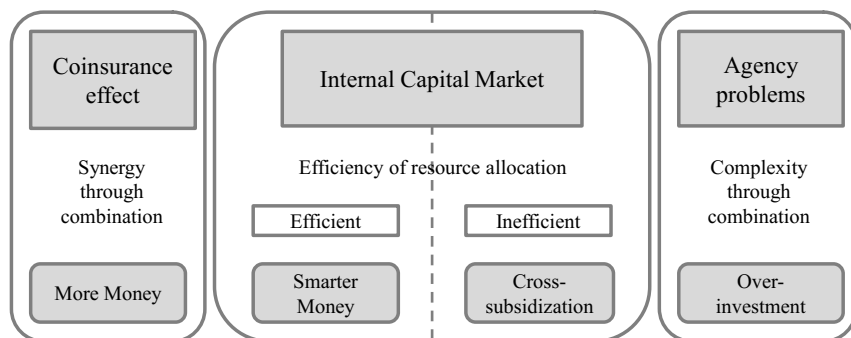 Coinsurance
effect
Internal Capital Market
Agency
problems
Synergy
through
combination
Efficiency of resource allocation
Complexity
through
combination
Efficient
Inefficient
More Money
Smarter
Money
Cross-
subsidization
Over-
investment